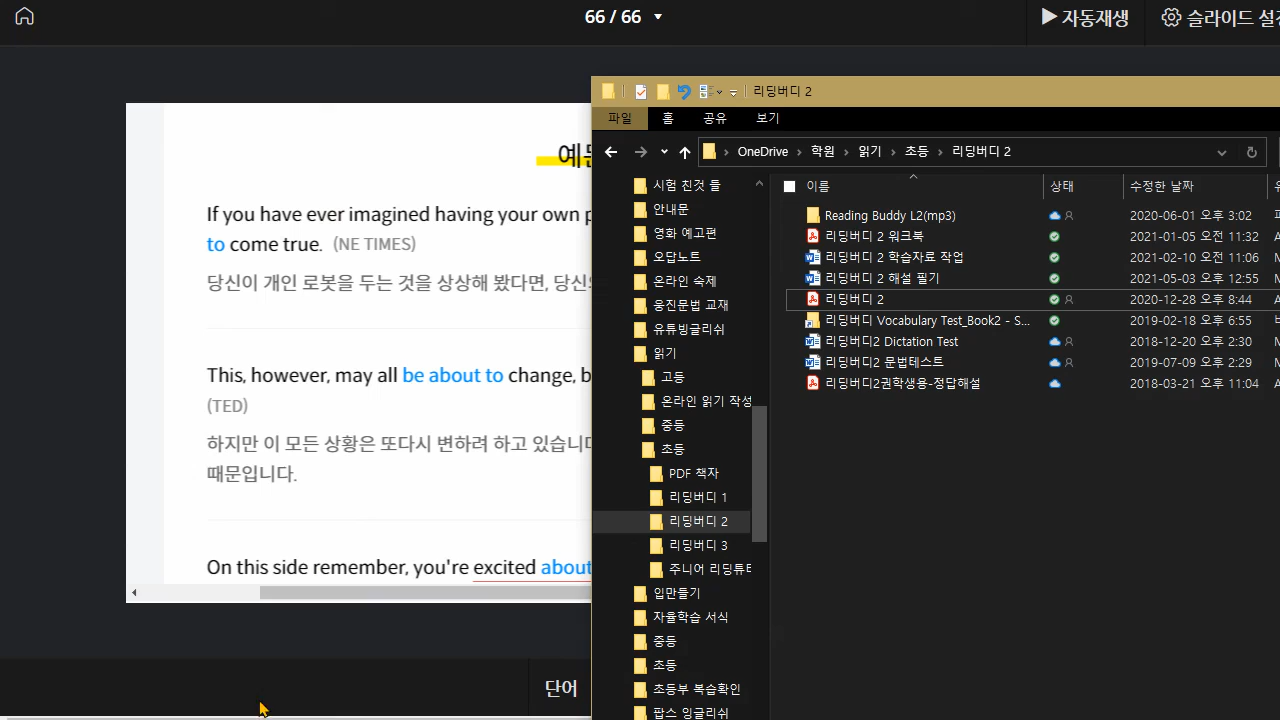 66 / 66
자동재생
슬라이드 설정
예문
If you have ever imagined having your own p
to come true. (NE TIMES)
당신이 개인 로봇을 두는 것을 상상해 봤다면, 당신의
This, however, may all be about to change, b
(TED)
하지만 이 모든 상황은 또다시 변하려 하고 있습니다
때문입니다.
On this side remember, you're excited about
단어
리딩버디 2
파일
홈
공유
보기
OneDrive › 학원 › 읽기 › 초등 › 리딩버디 2
시험 친것 들
안내문
영화 예고편
오답노트
온라인 숙제
웅진문법 교재
유튜빙글리쉬
읽기
고등
온라인 읽기 작성
중등
초등
PDF 책자
리딩버디 1
리딩버디 2
리딩버디 3
주니어 리딩튜터
입만들기
자율학습 서식
중등
초등
초등부 복습확인
팝스 잉글리쉬
이름 상태 수정한 날짜
Reading Buddy L2(mp3) 2020-06-01 오후 3:02
리딩버디 2 워크북 2021-01-05 오전 11:32
리딩버디 2 학습자료 작업 2021-02-10 오전 11:06
리딩버디 2 해설 필기 2021-05-03 오후 12:55
리딩버디 2 2020-12-28 오후 8:44
리딩버디 Vocabulary Test_Book2 - S... 2019-02-18 오후 6:55
리딩버디2 Dictation Test 2018-12-20 오후 2:30
리딩버디2 문법테스트 2019-07-09 오후 2:29
리딩버디2권학생용-정답해설 2018-03-21 오후 11:04